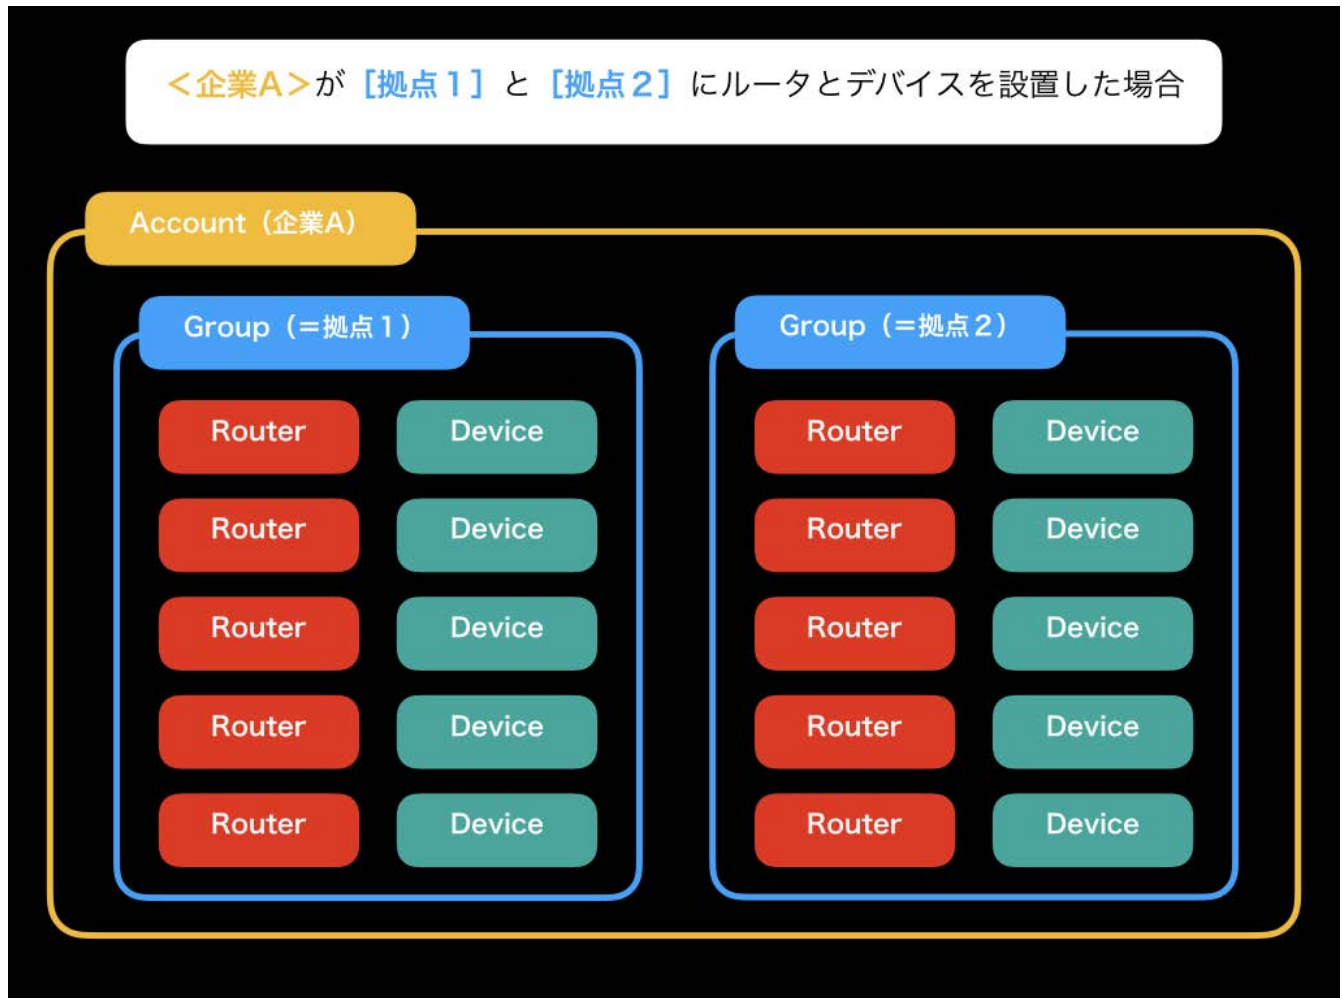 ＜企業A＞が［拠点１］と［拠点２］にルータとデバイスを設置した場合
Account（企業A）
Group（＝拠点１）
Router Device
Router Device
Router Device
Router Device
Router Device
Group（＝拠点２）
Router Device
Router Device
Router Device
Router Device
Router Device